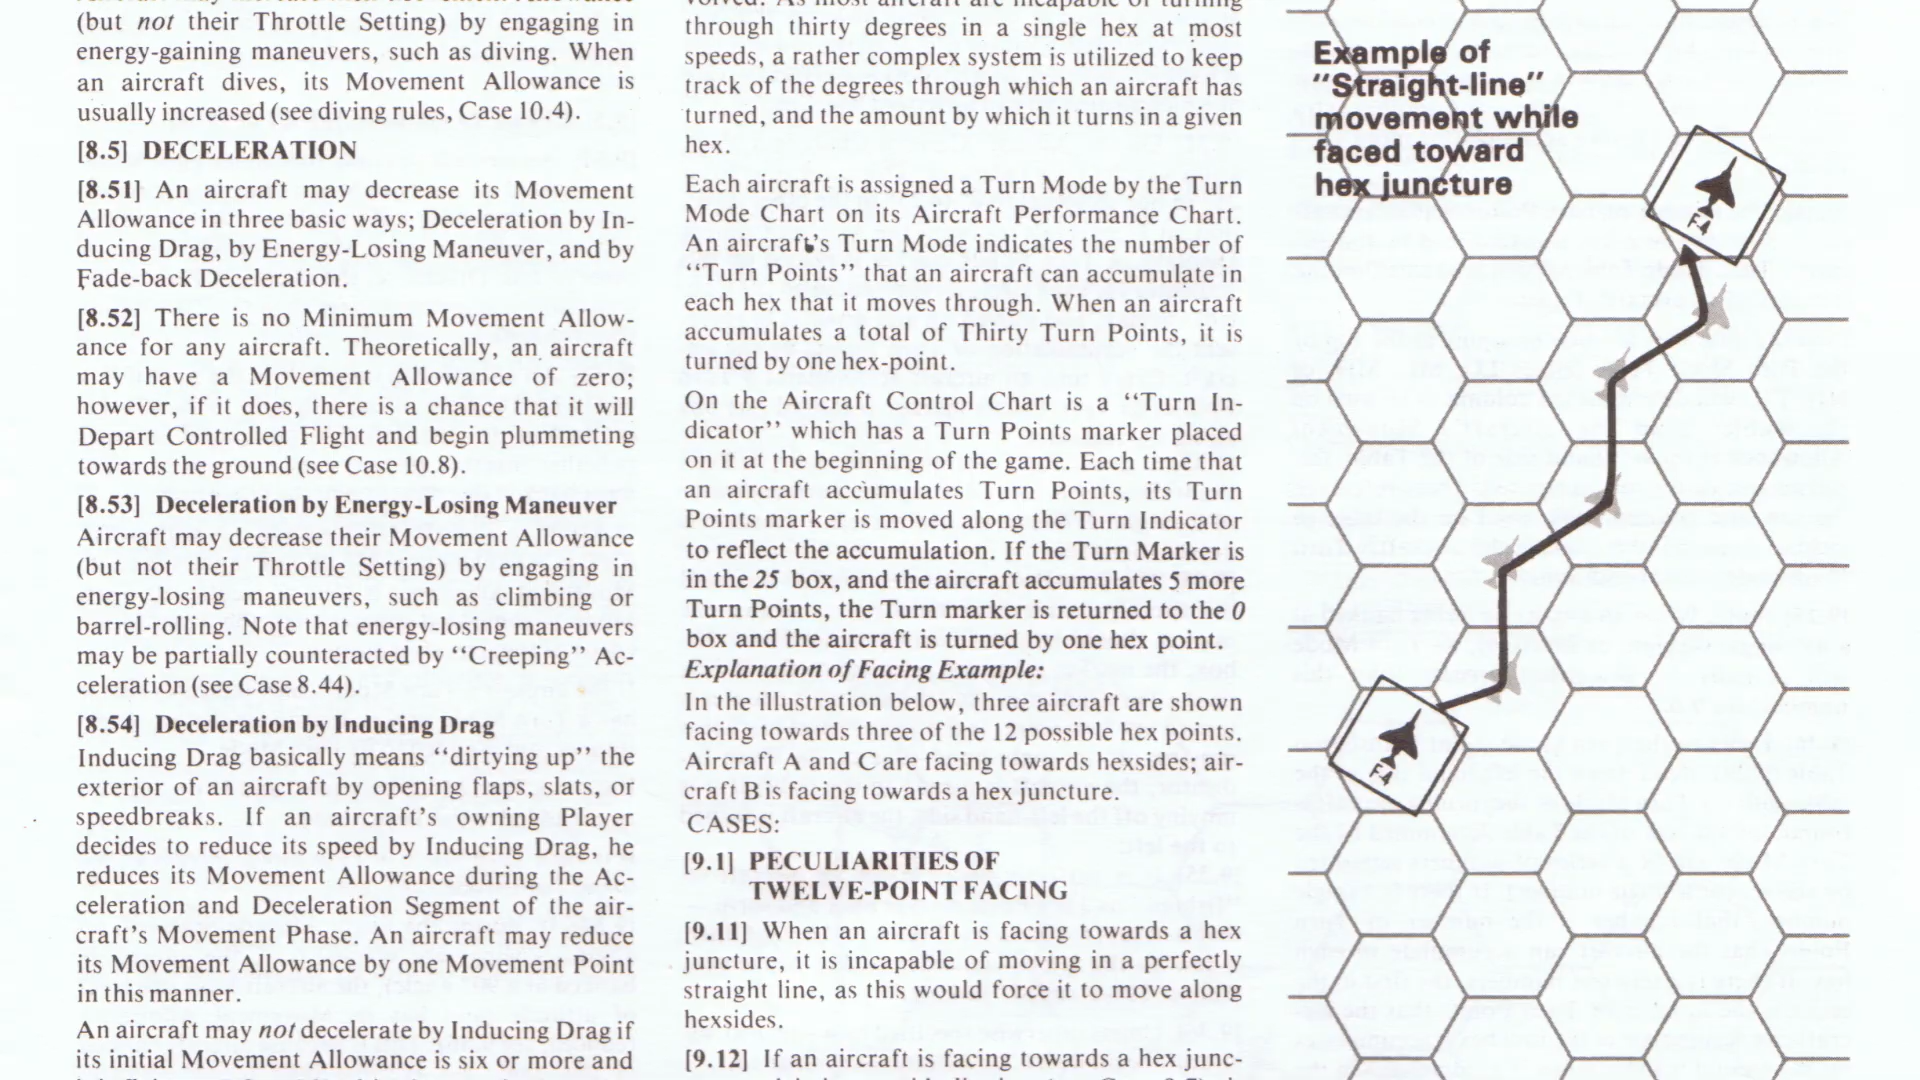 (but not their Throttle Setting) by engaging in
energy-gaining maneuvers, such as diving. When
an aircraft dives, its Movement Allowance is
usually increased (see diving rules, Case 10.4).
[8.5] DECELERATION
[8.51] An aircraft may decrease its Movement
Allowance in three basic ways; Deceleration by In-
ducing Drag, by Energy-Losing Maneuver, and by
Fade-back Deceleration.
[8.52] There is no Minimum Movement Allow-
ance for any aircraft. Theoretically, an aircraft
may have a Movement Allowance of zero;
however, if it does, there is a chance that it will
Depart Controlled Flight and begin plummeting
towards the ground (see Case 10.8).
[8.53] Deceleration by Energy-Losing Maneuver
Aircraft may decrease their Movement Allowance
(but not their Throttle Setting) by engaging in
energy-losing maneuvers, such as climbing or
barrel-rolling. Note that energy-losing maneuvers
may be partially counteracted by “Creeping” Ac-
celeration (see Case 8.44).
[8.54] Deceleration by Inducing Drag
Inducing Drag basically means “dirtying up” the
exterior of an aircraft by opening flaps, slats, or
speedbreaks. If an aircraft's owning Player
decides to reduce its speed by Inducing Drag, he
reduces its Movement Allowance during the Ac-
celeration and Deceleration Segment of the air-
craft's Movement Phase. An aircraft may reduce
its Movement Allowance by one Movement Point
in this manner.
An aircraft may not decelerate by Inducing Drag if
its initial Movement Allowance is six or more and
volved. As most aircraft are incapable of turning
through thirty degrees in a single hex at most
speeds, a rather complex system is utilized to keep
track of the degrees through which an aircraft has
turned, and the amount by which it turns in a given
hex.
Each aircraft is assigned a Turn Mode by the Turn
Mode Chart on its Aircraft Performance Chart.
An aircraft's Turn Mode indicates the number of
“Turn Points” that an aircraft can accumulate in
each hex that it moves through. When an aircraft
accumulates a total of Thirty Turn Points, it is
turned by one hex-point.
On the Aircraft Control Chart is a “Turn In-
dicator” which has a Turn Points marker placed
on it at the beginning of the game. Each time that
an aircraft accumulates Turn Points, its Turn
Points marker is moved along the Turn Indicator
to reflect the accumulation. If the Turn Marker is
in the 25 box, and the aircraft accumulates 5 more
Turn Points, the Turn marker is returned to the 0
box and the aircraft is turned by one hex point.
Explanation of Facing Example:
In the illustration below, three aircraft are shown
facing towards three of the 12 possible hex points.
Aircraft A and C are facing towards hexsides; air-
craft B is facing towards a hex juncture.
CASES:
[9.1] PECULIARITIES OF
TWELVE-POINT FACING
[9.11] When an aircraft is facing towards a hex
juncture, it is incapable of moving in a perfectly
straight line, as this would force it to move along
hexsides.
[9.12] If an aircraft is facing towards a hex junc-
Example of
“Straight-line”
movement while
faced toward
hex juncture
F4
F4